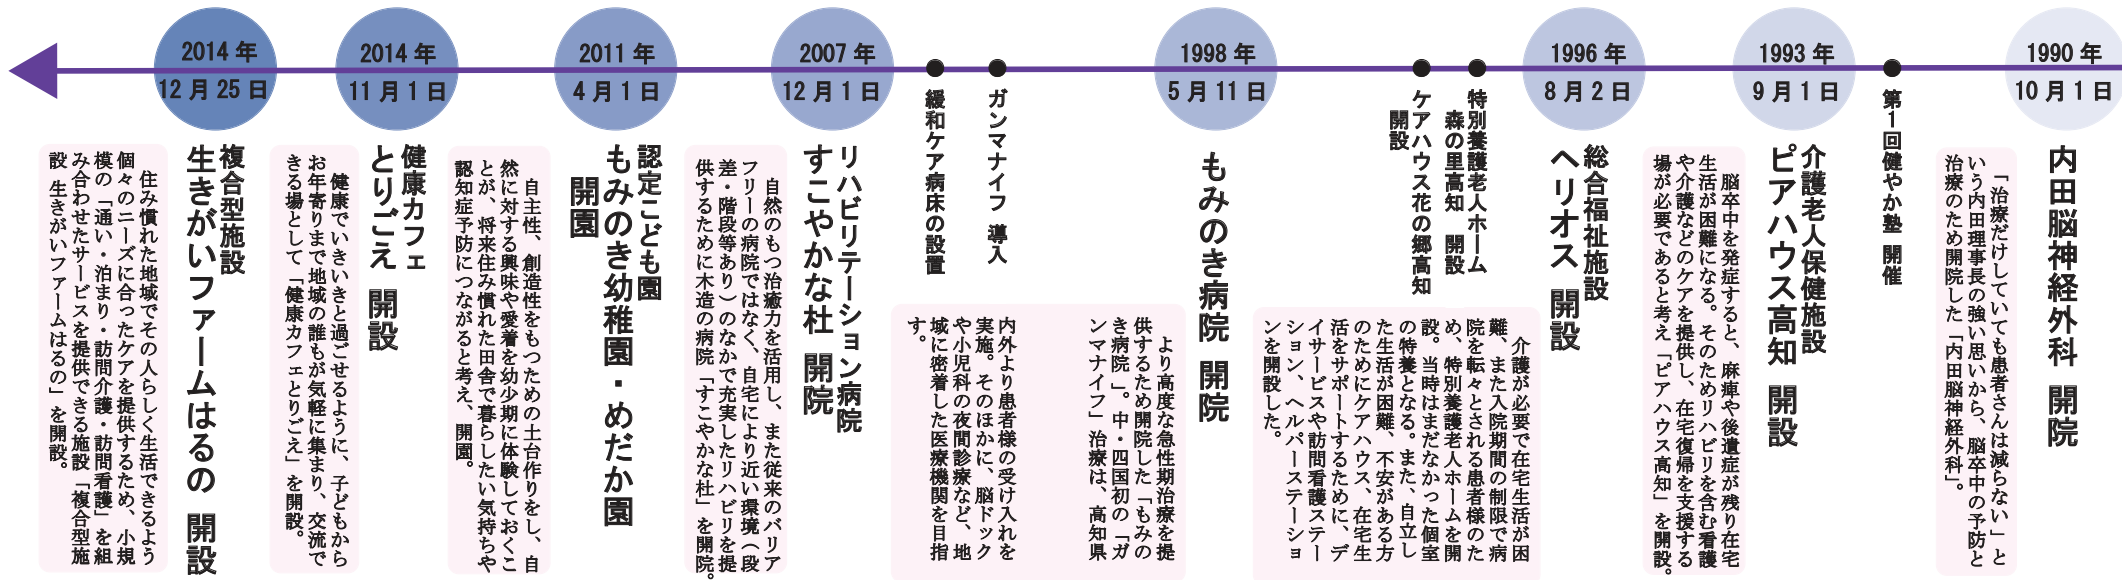 1990 年
10 月 1 日
内田脳神経外科 開院
「治療だけしていても患者さんは減らない」と
いう内田理事長の強い思いから、脳卒中の予防と
治療のため開院した「内田脳神経外科」。
第1回健やか塾 開催
1993 年
9 月 1 日
介護老人保健施設
ピアハウス高知 開設
脳卒中を発症すると、麻痺や後遺症が残り在宅
生活が困難になる。そのためリハビリを含む看護
や介護などのケアを提供し、在宅復帰を支援する
場が必要であると考え「ピアハウス高知」を開設。
1996 年
8 月 2 日
総合福祉施設
ヘリオス 開設
特別養護老人ホーム
森の里高知 開設
ケアハウス花の郷高知
開設
介護が必要で在宅生活が困
難、また入院期間の制限で病
院を転々とされる患者様のた
め、特別養護老人ホームを開
設。当時はまだなかった個室
の特養となる。また、自立し
た生活が困難、不安がある方
のためにケアハウス、在宅生
活をサポートするために、デ
イサービスや訪問看護ステー
ション、ヘルパーステーショ
ンを開設した。
1998 年
5 月 11 日
もみのき病院 開院
より高度な急性期治療を提
供するため開院した「もみの
き病院」。中・四国初の「ガ
ンマナイフ」治療は、高知県
内外より患者様の受け入れを
実施。そのほかに、脳ドック
や小児科の夜間診療など、地
域に密着した医療機関を目指
す。
ガンマナイフ 導入
緩和ケア病床の設置
2007 年
12 月 1 日
リハビリテーション病院
すこやかな杜 開院
自然のもつ治癒力を活用し、また従来のバリア
フリーの病院ではなく、自宅により近い環境（段
差・階段等あり）のなかで充実したリハビリを提
供するために木造の病院「すこやかな杜」を開院。
2011 年
4 月 1 日
認定こども園
もみのき幼稚園・めだか園
開園
自主性、創造性をもつための土台作りをし、自
然に対する興味や愛着を幼少期に体験しておくこ
とが、将来住み慣れた田舎で暮らしたい気持ちや
認知症予防につながると考え、開園。
2014 年
11 月 1 日
健康カフェ
とりごえ 開設
健康でいきいきと過ごせるように、子どもから
お年寄りまで地域の誰もが気軽に集まり、交流で
きる場として「健康カフェとりごえ」を開設。
2014 年
12 月 25 日
複合型施設
生きがいファームはるの 開設
住み慣れた地域でその人らしく生活できるよう
個々のニーズに合ったケアを提供するため、小規
模の「通い・泊まり・訪問介護・訪問看護」を組
み合わせたサービスを提供できる施設「複合型施
設 生きがいファームはるの」を開設。